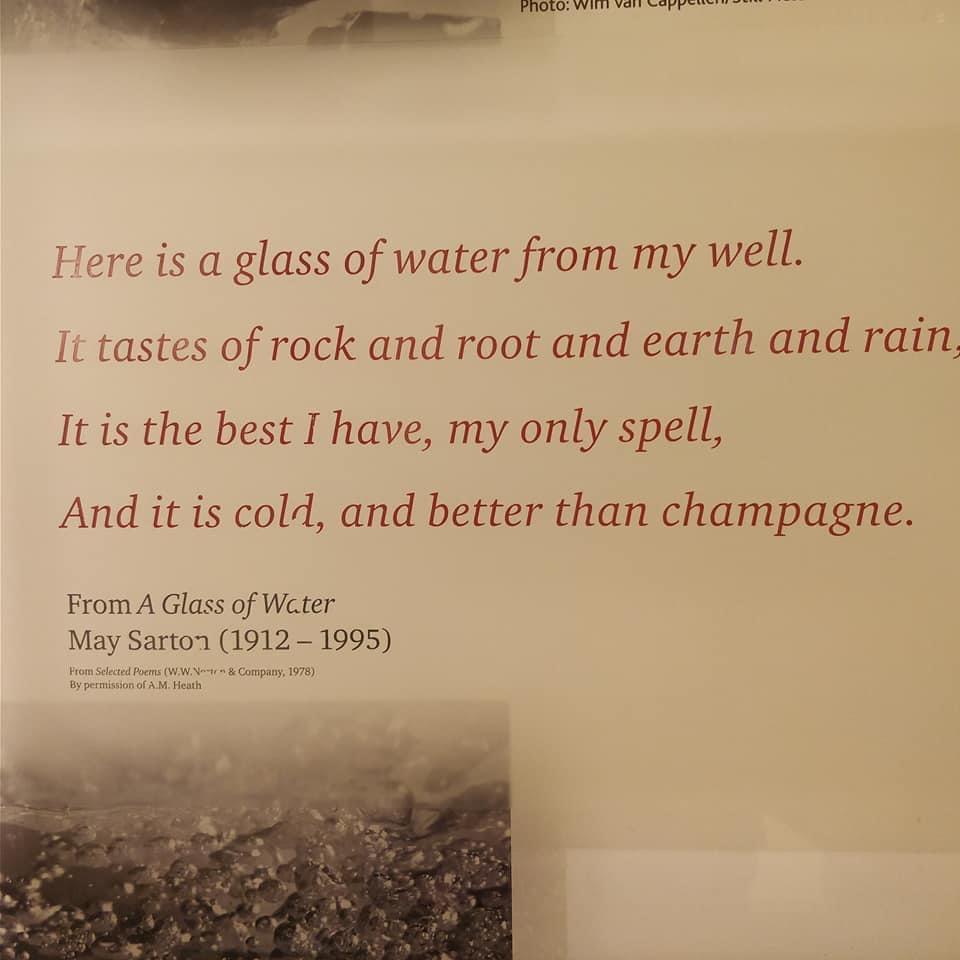 Photo: Wim van Cappellen/
Here is a glass of water from my well.
It tastes of rock and root and earth and rain,
It is the best I have, my only spell,
And it is cold, and better than champagne.
From A Glass of Water
May Sarton (1912 – 1995)
From Selected Poems (W.W. Norton & Company, 1978)
By permission of A.M. Heath